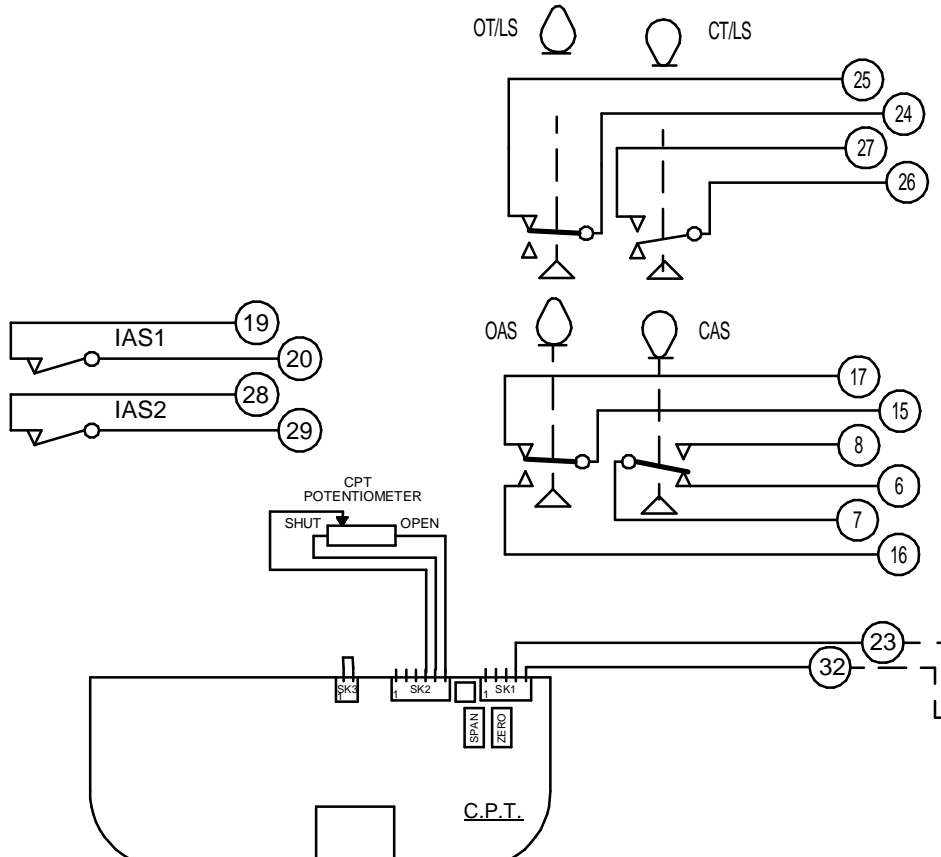 OT/LS
CT/LS
25
24
27
26
IAS1
19
20
IAS2
28
29
OAS
CAS
17
15
8
6
7
16
CPT
POTENTIOMETER
SHUT
OPEN
23
32
SK3
1
SK2
1
SK1
1
SPAN
ZERO
C.P.T.